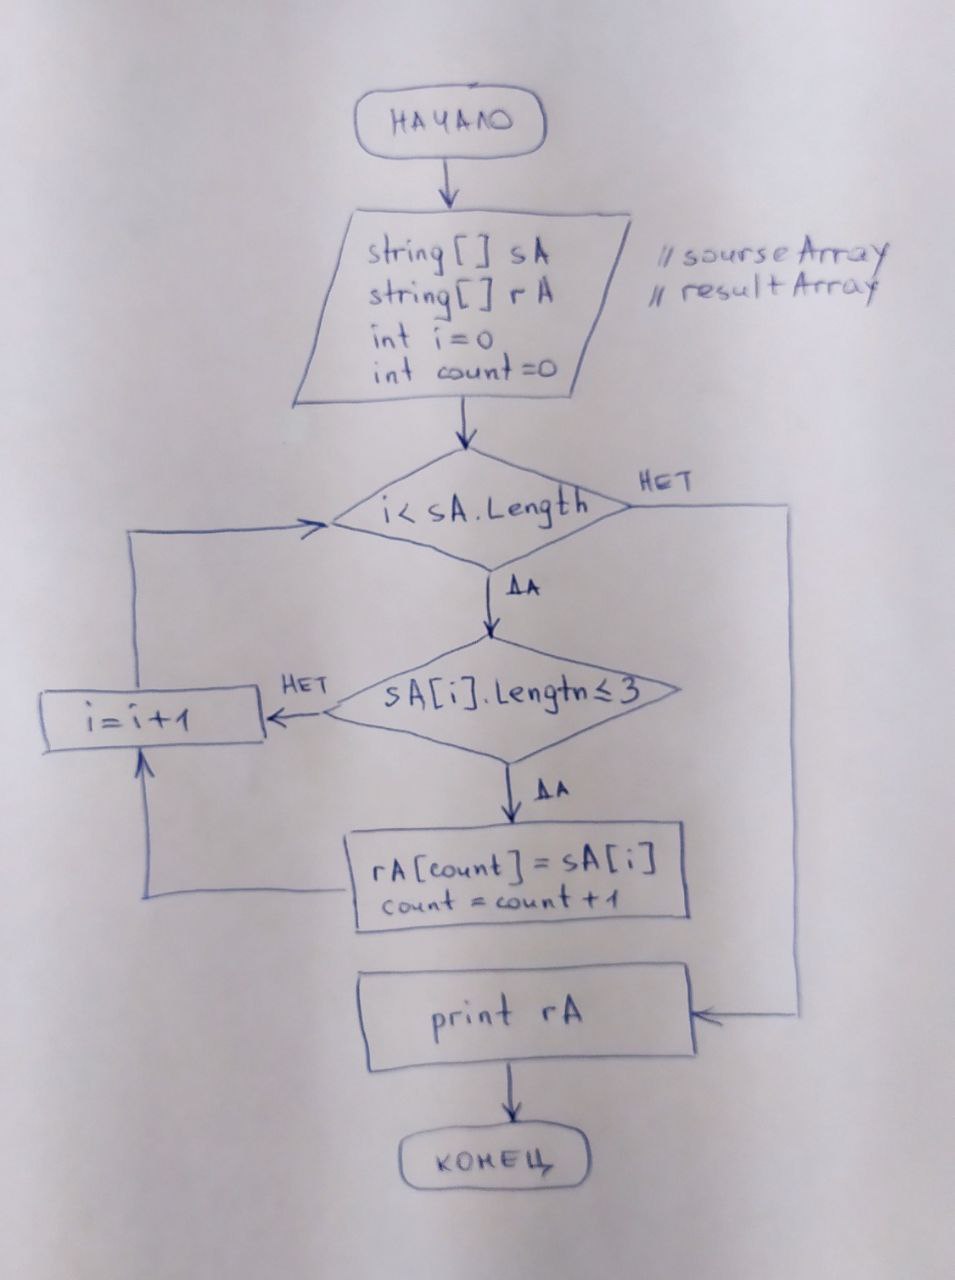 НАЧАЛО
string[] sA
string[] rA
int i=0
int count=0
// sourseArray
// resultArray
i< sA.Length
НЕТ
ДА
sA[i].Length≤3
НЕТ
i=i+1
ДА
rA[count]=sA[i]
count=count+1
print rA
КОНЕЦ